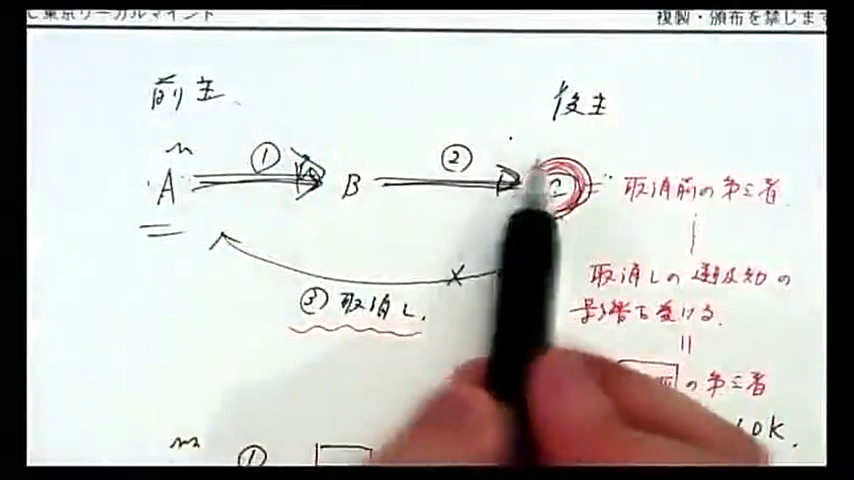 東京リーガルマインド
複製・頒布を禁じます
前主
後主
① ②
A B
取消前の第三者
取消しの遡及効の
影響を受ける
③取消し.
の第三者
OK.
①